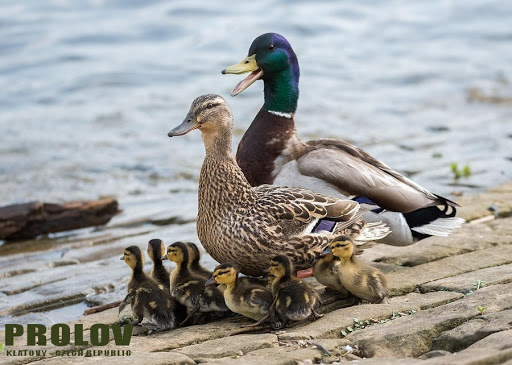 PROLOV
KLATOVY - CZECH REPUBLIC